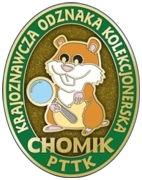 KRAJOZNAWCZA ODZNAKA KOLEKCJONERSKA
CHOMIK
PTTK